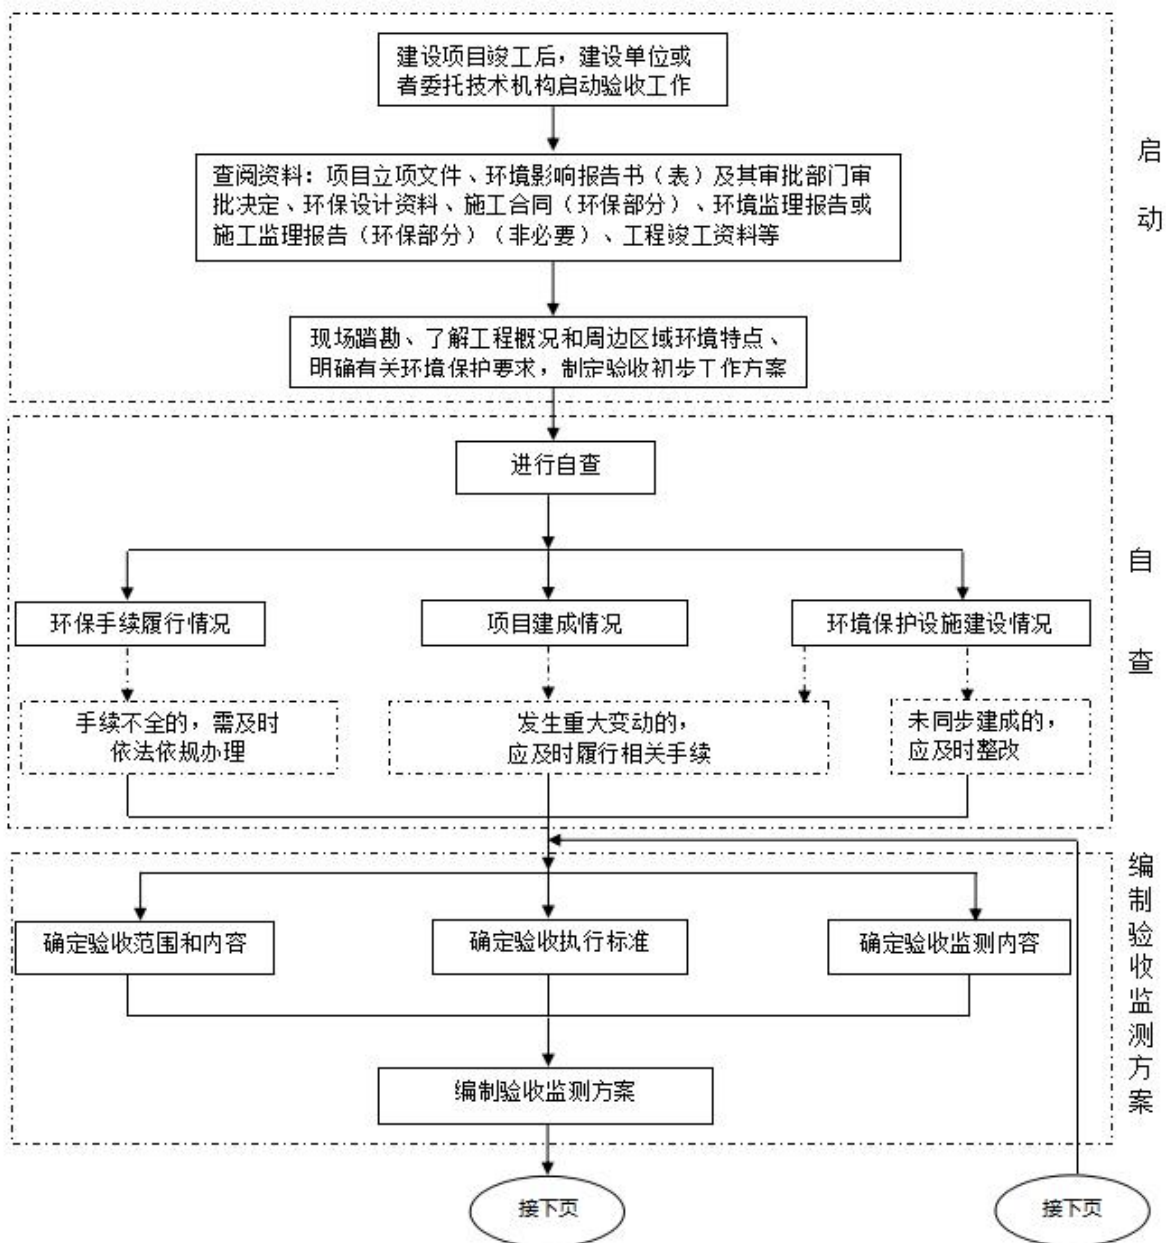 建设项目竣工后，建设单位或
者委托技术机构启动验收工作
启
动
查阅资料：项目立项文件、环境影响报告书（表）及其审批部门审
批决定、环保设计资料、施工合同（环保部分）、环境监理报告或
施工监理报告（环保部分）（非必要）、工程竣工资料等
现场踏勘、了解工程概况和周边区域环境特点、
明确有关环境保护要求，制定验收初步工作方案
进行自查
自
查
环保手续履行情况
项目建成情况
环境保护设施建设情况
手续不全的，需及时
依法依规办理
发生重大变动的，
应及时履行相关手续
未同步建成的，
应及时整改
编
制
验
收
监
测
方
案
确定验收范围和内容
确定验收执行标准
确定验收监测内容
编制验收监测方案
接下页
接下页